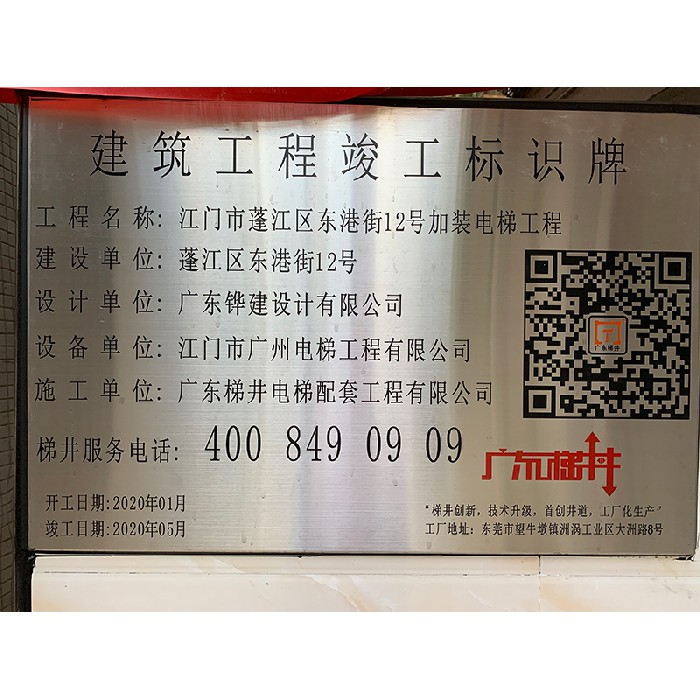 建筑工程竣工标识牌
工程名称: 江门市蓬江区东港街12号加装电梯工程
建设单位: 蓬江区东港街12号
设计单位: 广东铧建设计有限公司
设备单位: 江门市广州电梯工程有限公司
施工单位: 广东梯井电梯配套工程有限公司
梯井服务电话: 400 849 0909
广东梯井
广东梯井
开工日期:2020年01月
竣工日期:2020年05月
"梯井创新，技术升级，首创井道，工厂化生产"
工厂地址: 东莞市望牛墩镇洲涡工业区大洲路8号